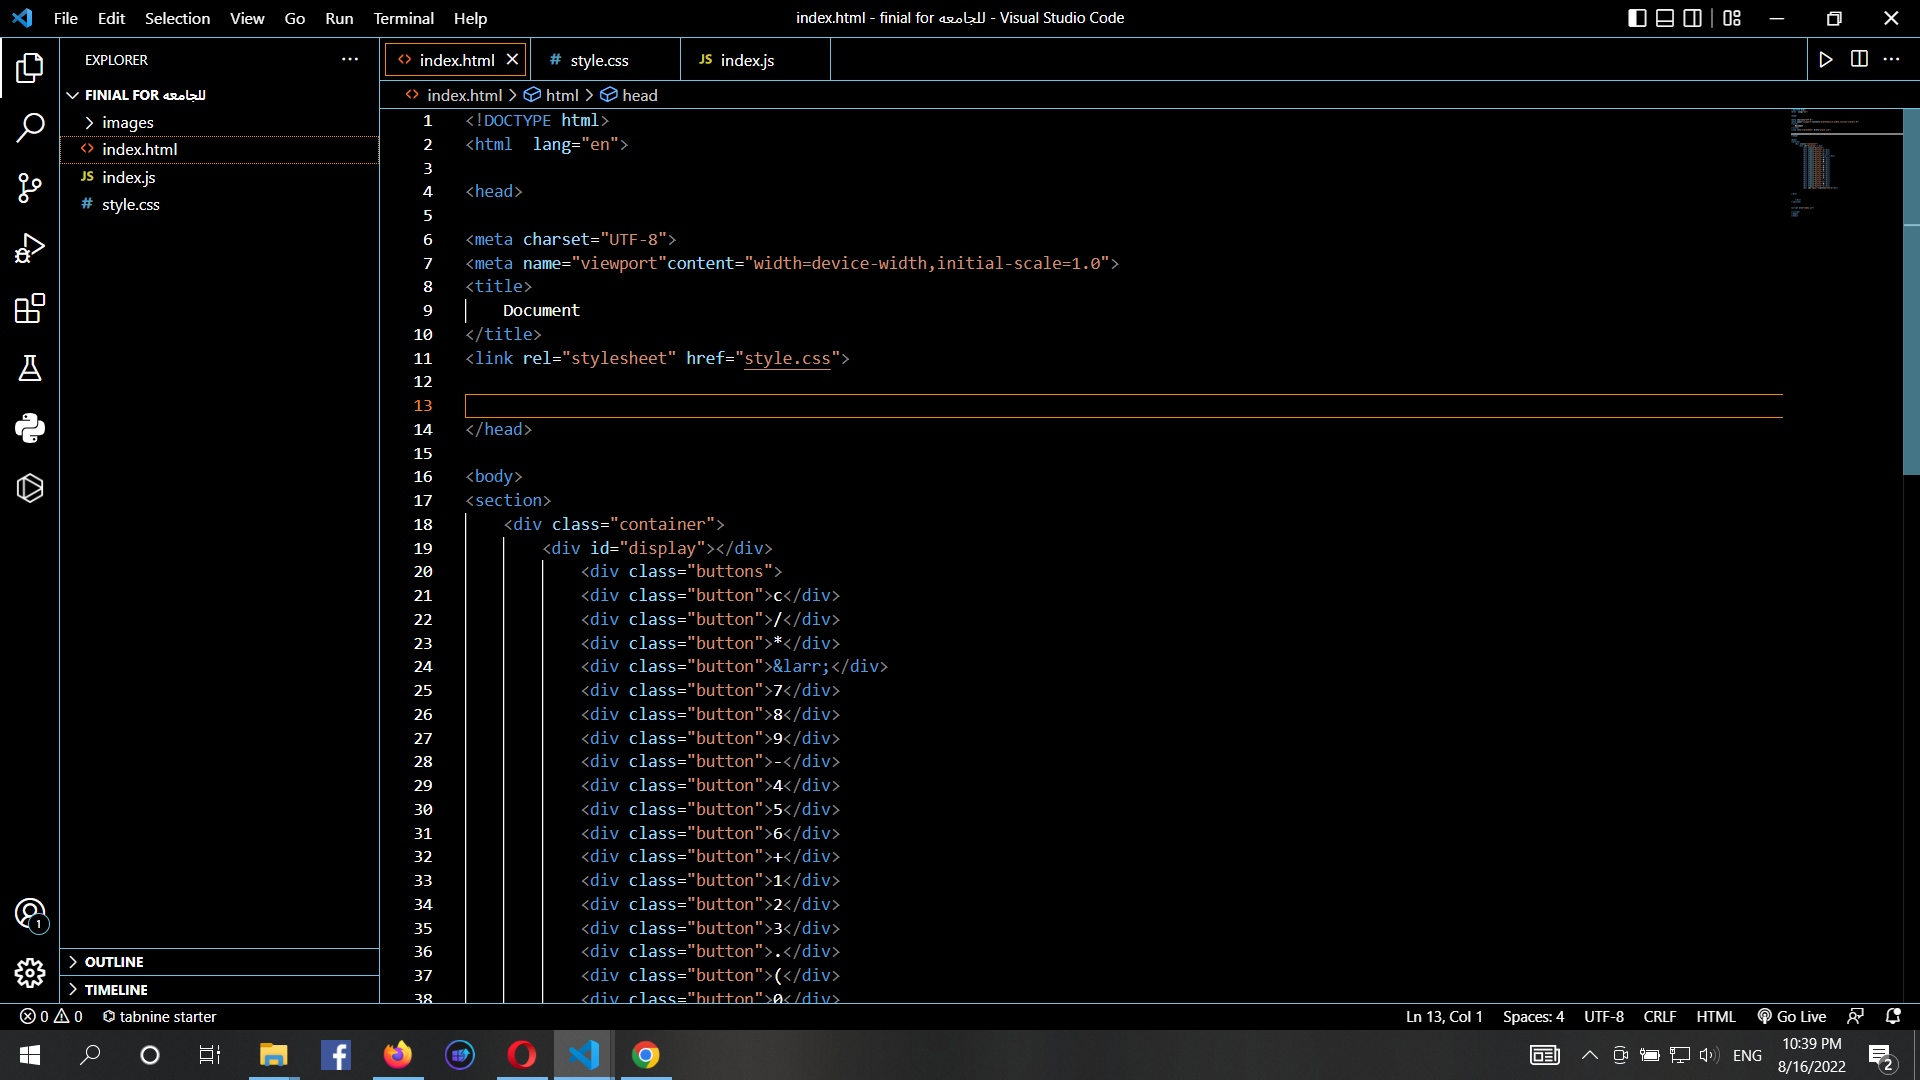 File Edit Selection View Go Run Terminal Help
index.html - finial for للجامعه - Visual Studio Code
EXPLORER
FINIAL FOR للجامعه
images
index.html
JS index.js
# style.css
OUTLINE
TIMELINE
<> index.html
# style.css
JS index.js
<> index.html > html > head
1 <!DOCTYPE html>
2 <html  lang="en">
3
4 <head>
5
6 <meta charset="UTF-8">
7 <meta name="viewport"content="width=device-width,initial-scale=1.0">
8 <title>
9     Document
10 </title>
11 <link rel="stylesheet" href="style.css">
12
13
14 </head>
15
16 <body>
17 <section>
18     <div class="container">
19         <div id="display"></div>
20             <div class="buttons">
21             <div class="button">c</div>
22             <div class="button">/</div>
23             <div class="button">*</div>
24             <div class="button">&larr;</div>
25             <div class="button">7</div>
26             <div class="button">8</div>
27             <div class="button">9</div>
28             <div class="button">-</div>
29             <div class="button">4</div>
30             <div class="button">5</div>
31             <div class="button">6</div>
32             <div class="button">+</div>
33             <div class="button">1</div>
34             <div class="button">2</div>
35             <div class="button">3</div>
36             <div class="button">.</div>
37             <div class="button">(</div>
38             <div class="button">0</div>
1
0 0 tabnine starter
Ln 13, Col 1 Spaces: 4 UTF-8 CRLF HTML Go Live
ENG
10:39 PM
8/16/2022
2